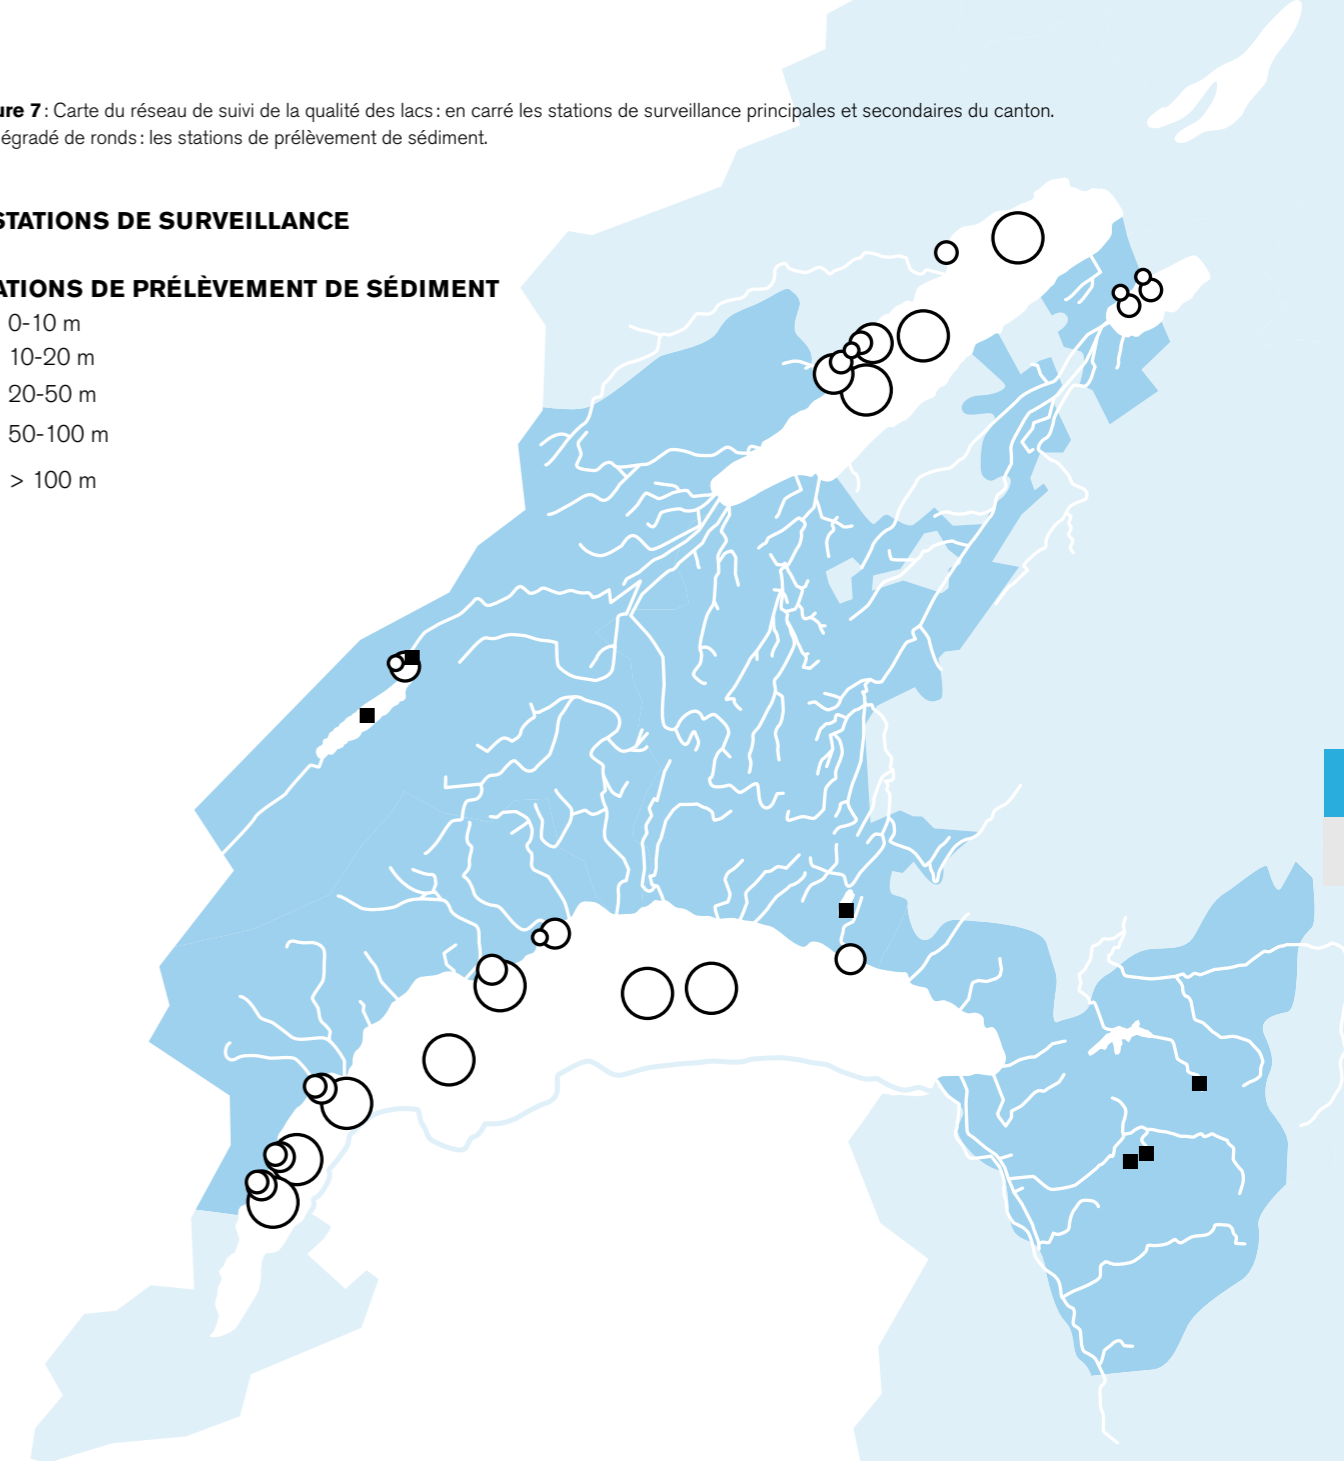 ure 7 : Carte du réseau de suivi de la qualité des lacs : en carré les stations de surveillance principales et secondaires du canton.
égradé de ronds : les stations de prélèvement de sédiment.
STATIONS DE SURVEILLANCE
ATIONS DE PRÉLÈVEMENT DE SÉDIMENT
0-10 m
10-20 m
20-50 m
50-100 m
> 100 m